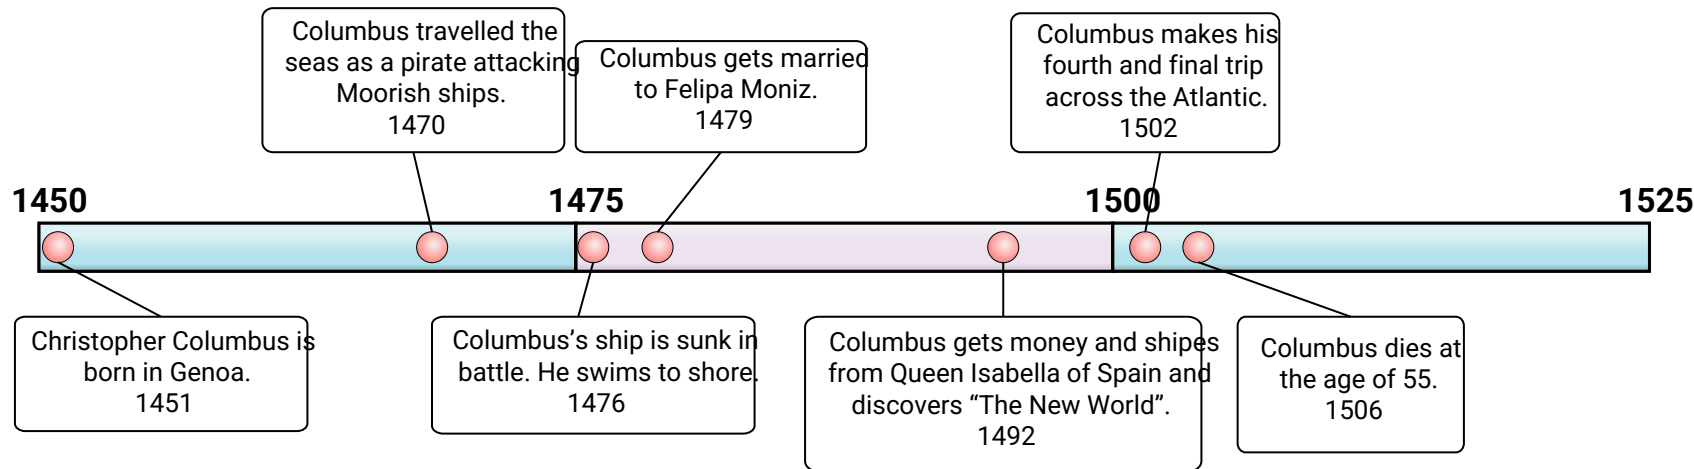 Columbus travelled the
seas as a pirate attacking
Moorish ships.
1470
Columbus gets married
to Felipa Moniz.
1479
Columbus makes his
fourth and final trip
across the Atlantic.
1502
1450
1475
1500
1525
Christopher Columbus is
born in Genoa.
1451
Columbus’s ship is sunk in
battle. He swims to shore.
1476
Columbus gets money and shipes
from Queen Isabella of Spain and
discovers “The New World”.
1492
Columbus dies at
the age of 55.
1506